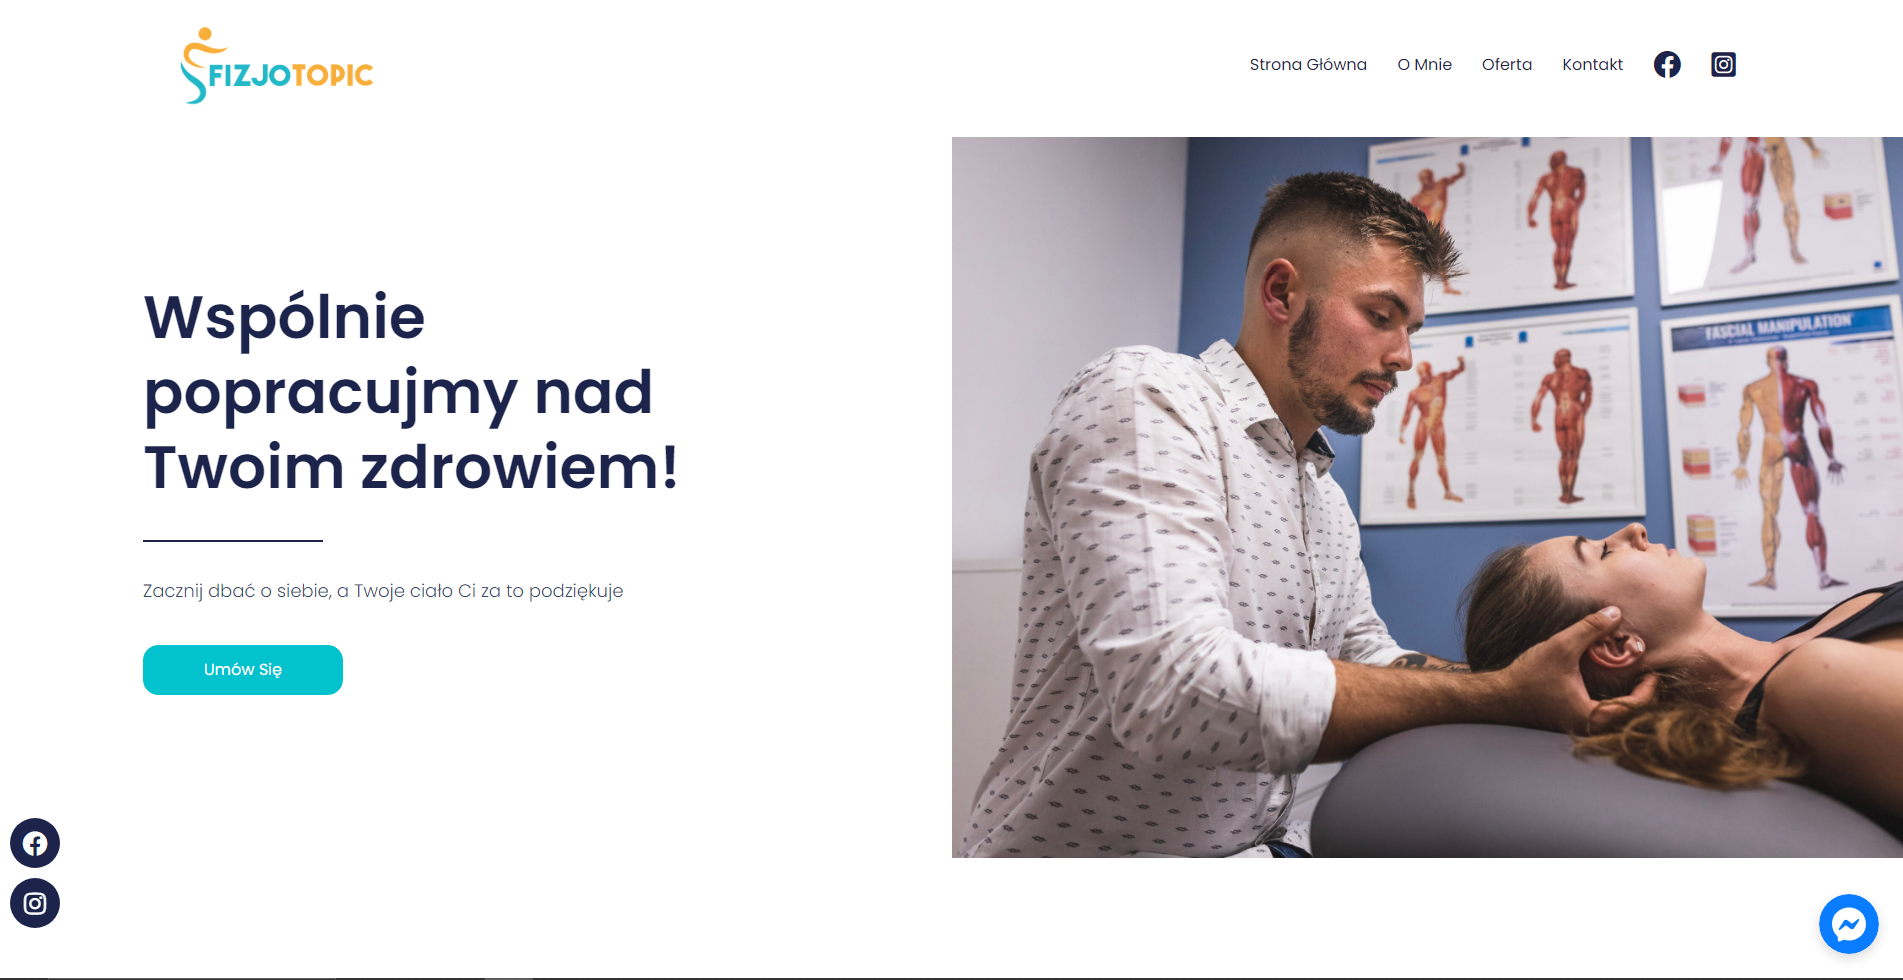 FIZJOTOPIC
Strona Główna
O Mnie
Oferta
Kontakt
Wspólnie
popracujmy nad
Twoim zdrowiem!
Zacznij dbać o siebie, a Twoje ciało Ci za to podziękuje
Umów Się
FASCIAL MANIPULATION